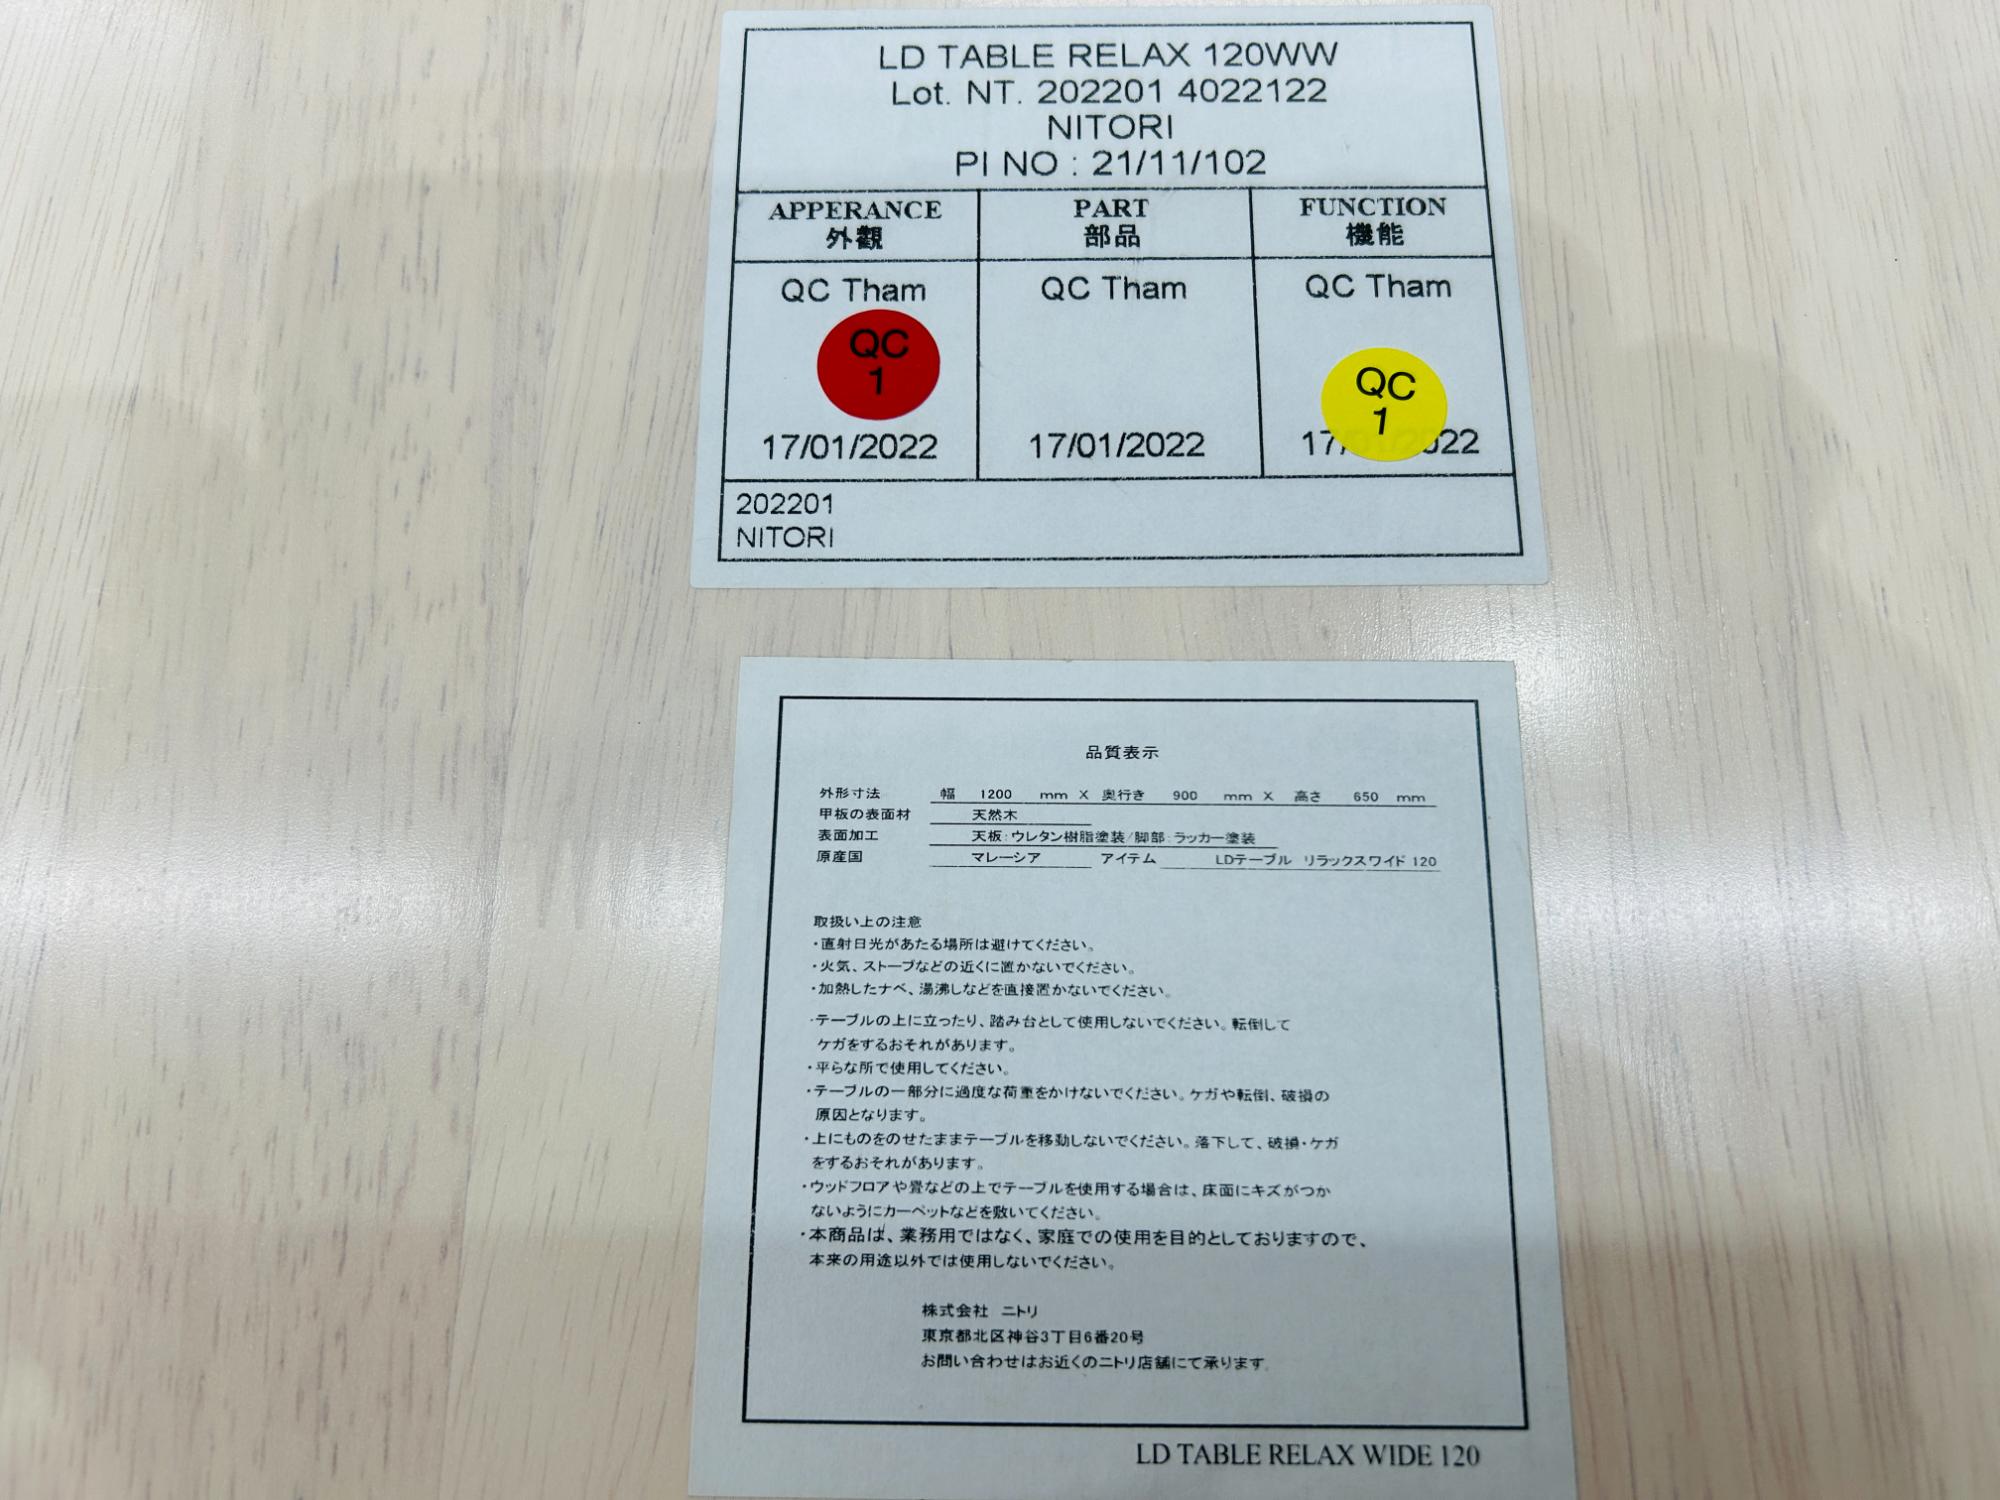 LD TABLE RELAX 120WW
Lot. NT. 202201 4022122
NITORI
PI NO : 21/11/102
APPERANCE PART FUNCTION
外觀 部品 機能
QC Tham QC Tham QC Tham
QC
1
QC
1
17/01/2022 17/01/2022 17/ 022
202201
NITORI
品質表示
外形寸法 幅 1200 mm X 奥行き 900 mm X 高さ 650 mm
甲板の表面材 天然木
表面加工 天板:ウレタン樹脂塗装/脚部:ラッカー塗装
原産国 マレーシア アイテム LDテーブル リラックスワイド 120
取扱い上の注意
・直射日光があたる場所は避けてください。
・火気、ストーブなどの近くに置かないでください。
・加熱したナベ、湯沸しなどを直接置かないでください。
・テーブルの上に立ったり、踏み台として使用しないでください。転倒して
ケガをするおそれがあります。
・平らな所で使用してください。
・テーブルの一部分に過度な荷重をかけないでください。ケガや転倒、破損の
原因となります。
・上にものをのせたままテーブルを移動しないでください。落下して、破損・ケガ
をするおそれがあります。
・ウッドフロアや畳などの上でテーブルを使用する場合は、床面にキズがつか
ないようにカーペットなどを敷いてください。
・本商品は、業務用ではなく、家庭での使用を目的としておりますので、
本来の用途以外では使用しないでください。
株式会社 ニトリ
東京都北区神谷3丁目6番20号
お問い合わせはお近くのニトリ店舗にて承ります。
LD TABLE RELAX WIDE 120